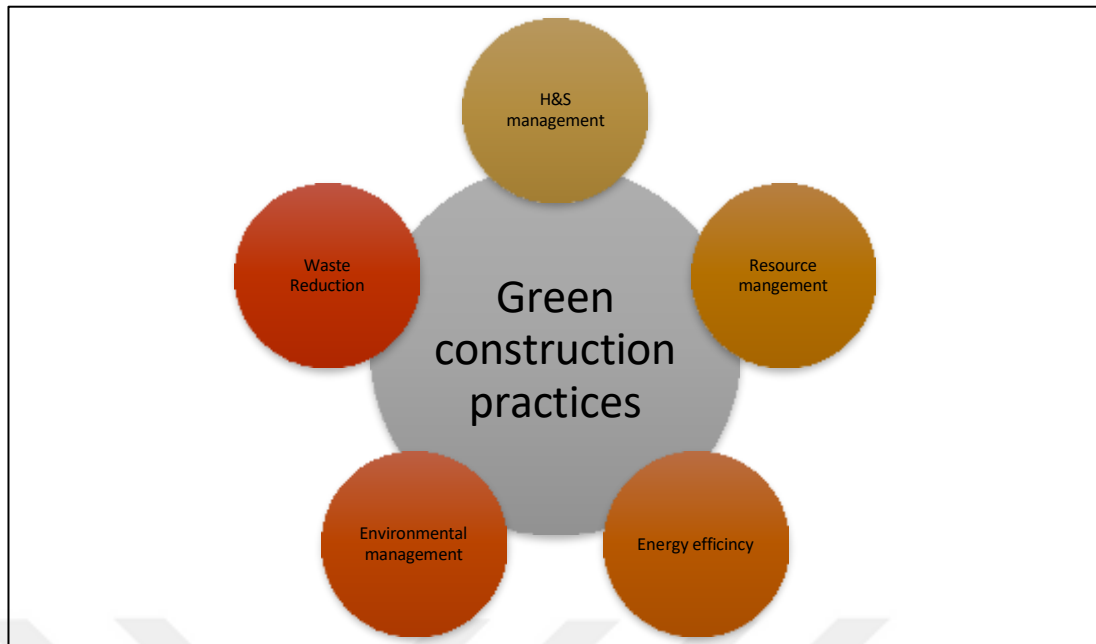 H&S
management
Waste
Reduction
Resource
mangement
Green
construction
practices
Environmental
management
Energy efficincy